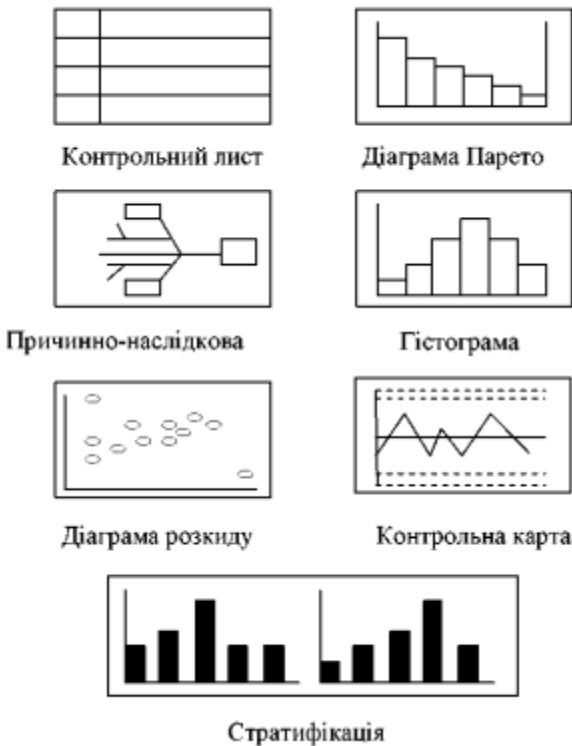 Контрольний лист
Діаграма Парето
Причинно-наслідкова
Гістограма
Діаграма розкиду
Контрольна карта
Стратифікація